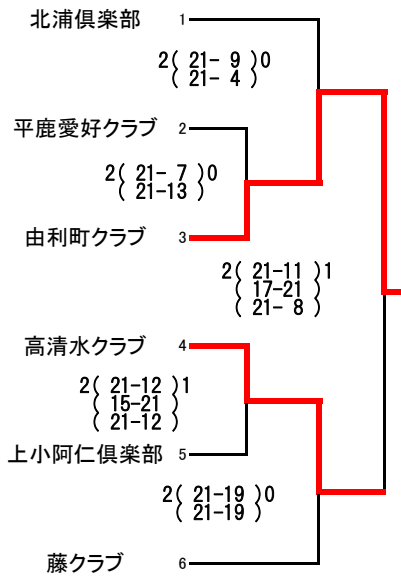 北浦倶楽部 1
2( 21- 9 )0
( 21- 4 )
平鹿愛好クラブ 2
2( 21- 7 )0
( 21-13 )
由利町クラブ 3
2( 21-11 )1
( 17-21 )
( 21- 8 )
高清水クラブ 4
2( 21-12 )1
( 15-21 )
( 21-12 )
上小阿仁倶楽部 5
2( 21-19 )0
( 21-19 )
藤クラブ 6